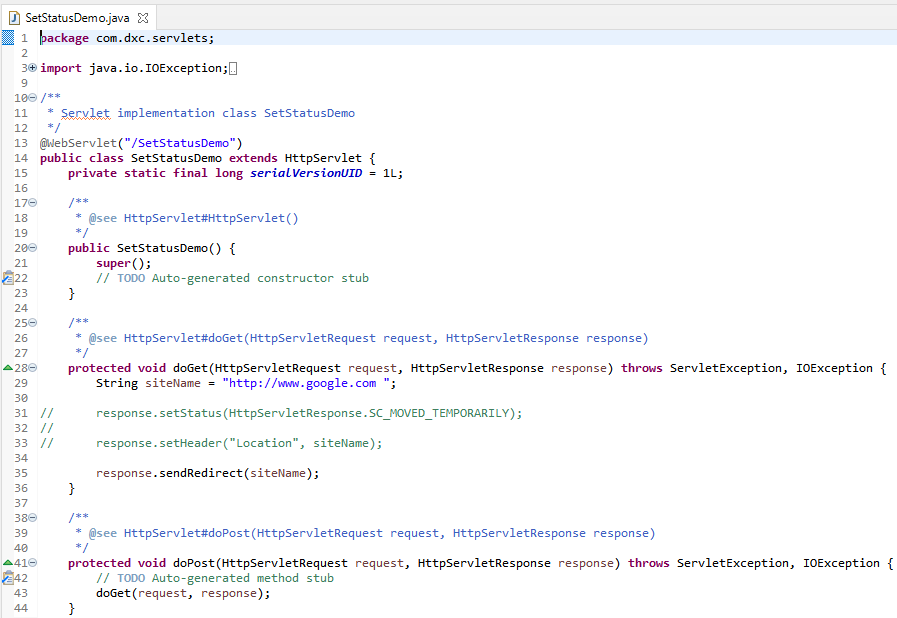 SetStatusDemo.java
1 package com.dxc.servlets;
2
3 import java.io.IOException;
9
10 /**
11  * Servlet implementation class SetStatusDemo
12  */
13 @WebServlet("/SetStatusDemo")
14 public class SetStatusDemo extends HttpServlet {
15     private static final long serialVersionUID = 1L;
16
17     /**
18      * @see HttpServlet#HttpServlet()
19      */
20     public SetStatusDemo() {
21         super();
22         // TODO Auto-generated constructor stub
23     }
24
25     /**
26      * @see HttpServlet#doGet(HttpServletRequest request, HttpServletResponse response)
27      */
28     protected void doGet(HttpServletRequest request, HttpServletResponse response) throws ServletException, IOException {
29         String siteName = "http://www.google.com ";
30
31 //      response.setStatus(HttpServletResponse.SC_MOVED_TEMPORARILY);
32 //
33 //      response.setHeader("Location", siteName);
34
35         response.sendRedirect(siteName);
36     }
37
38     /**
39      * @see HttpServlet#doPost(HttpServletRequest request, HttpServletResponse response)
40      */
41     protected void doPost(HttpServletRequest request, HttpServletResponse response) throws ServletException, IOException {
42         // TODO Auto-generated method stub
43         doGet(request, response);
44     }